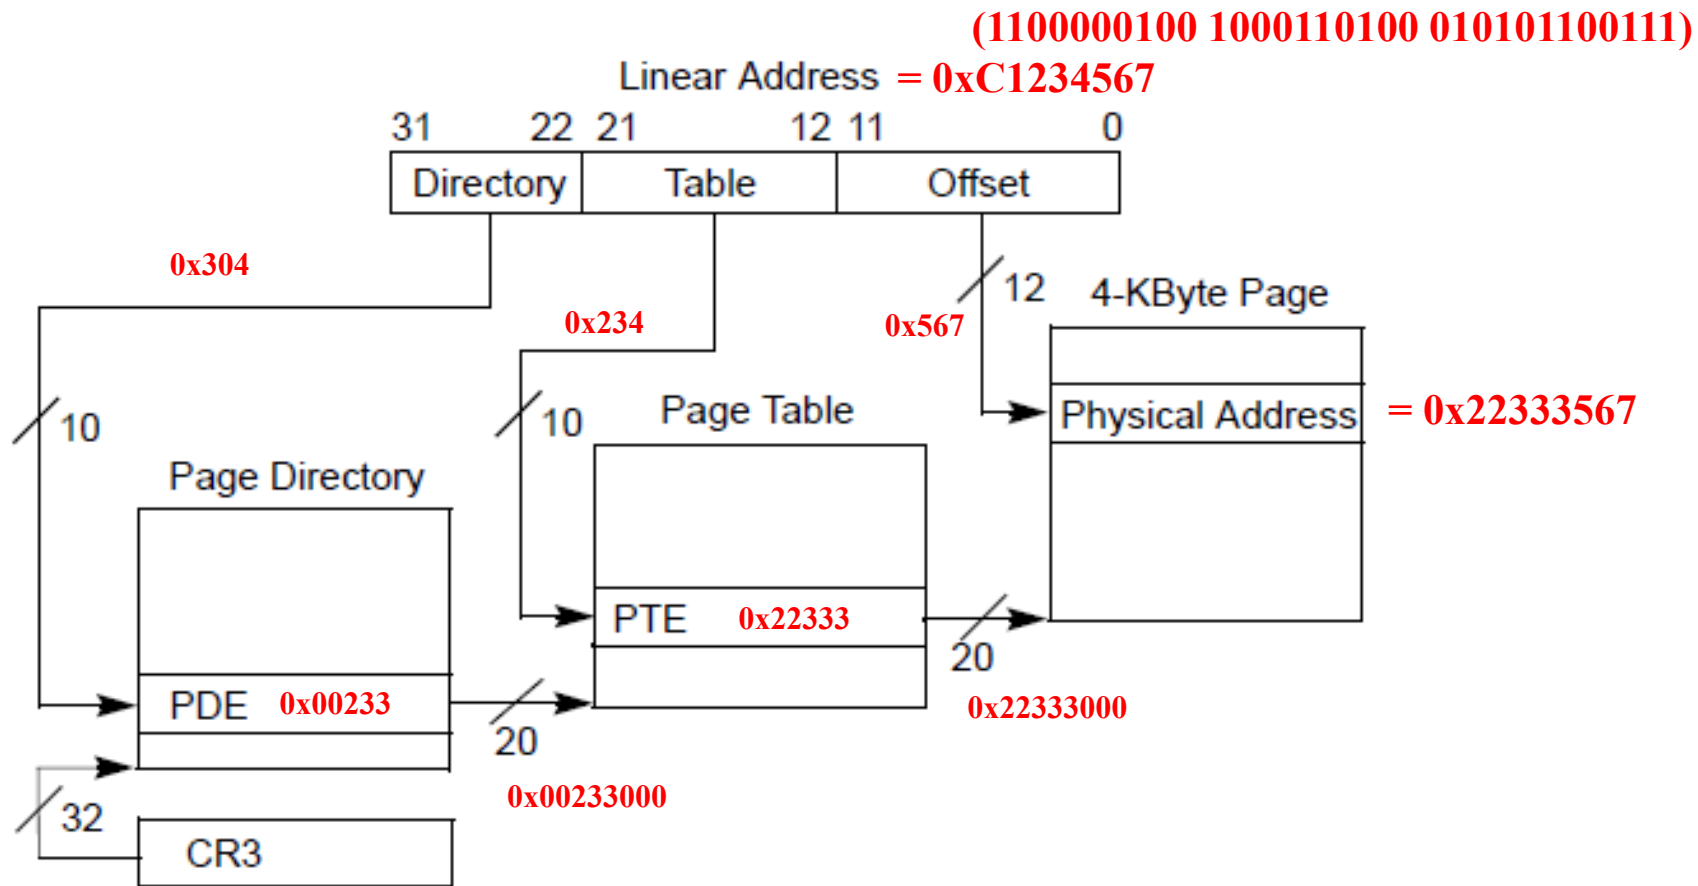 (1100000100 1000110100 010101100111)
Linear Address = 0xC1234567
31 22 21 12 11 0
Directory Table Offset
0x304
12 4-KByte Page
0x234 0x567
10 10 Page Table Physical Address = 0x22333567
Page Directory
PTE 0x22333
20
PDE 0x00233 0x22333000
20
0x00233000
32
CR3